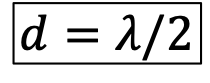 d = λ/2